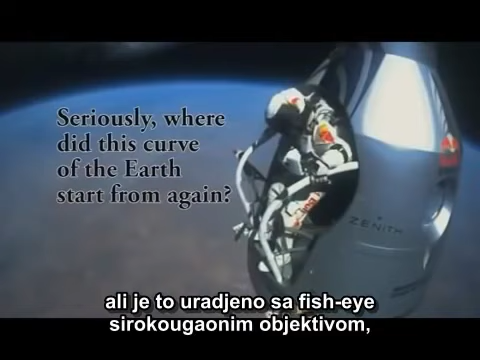 Seriously, where
did this curve
of the Earth
start from again?
ZENITH
ali je to uradjeno sa fish-eye
sirokougaonim objektivom,